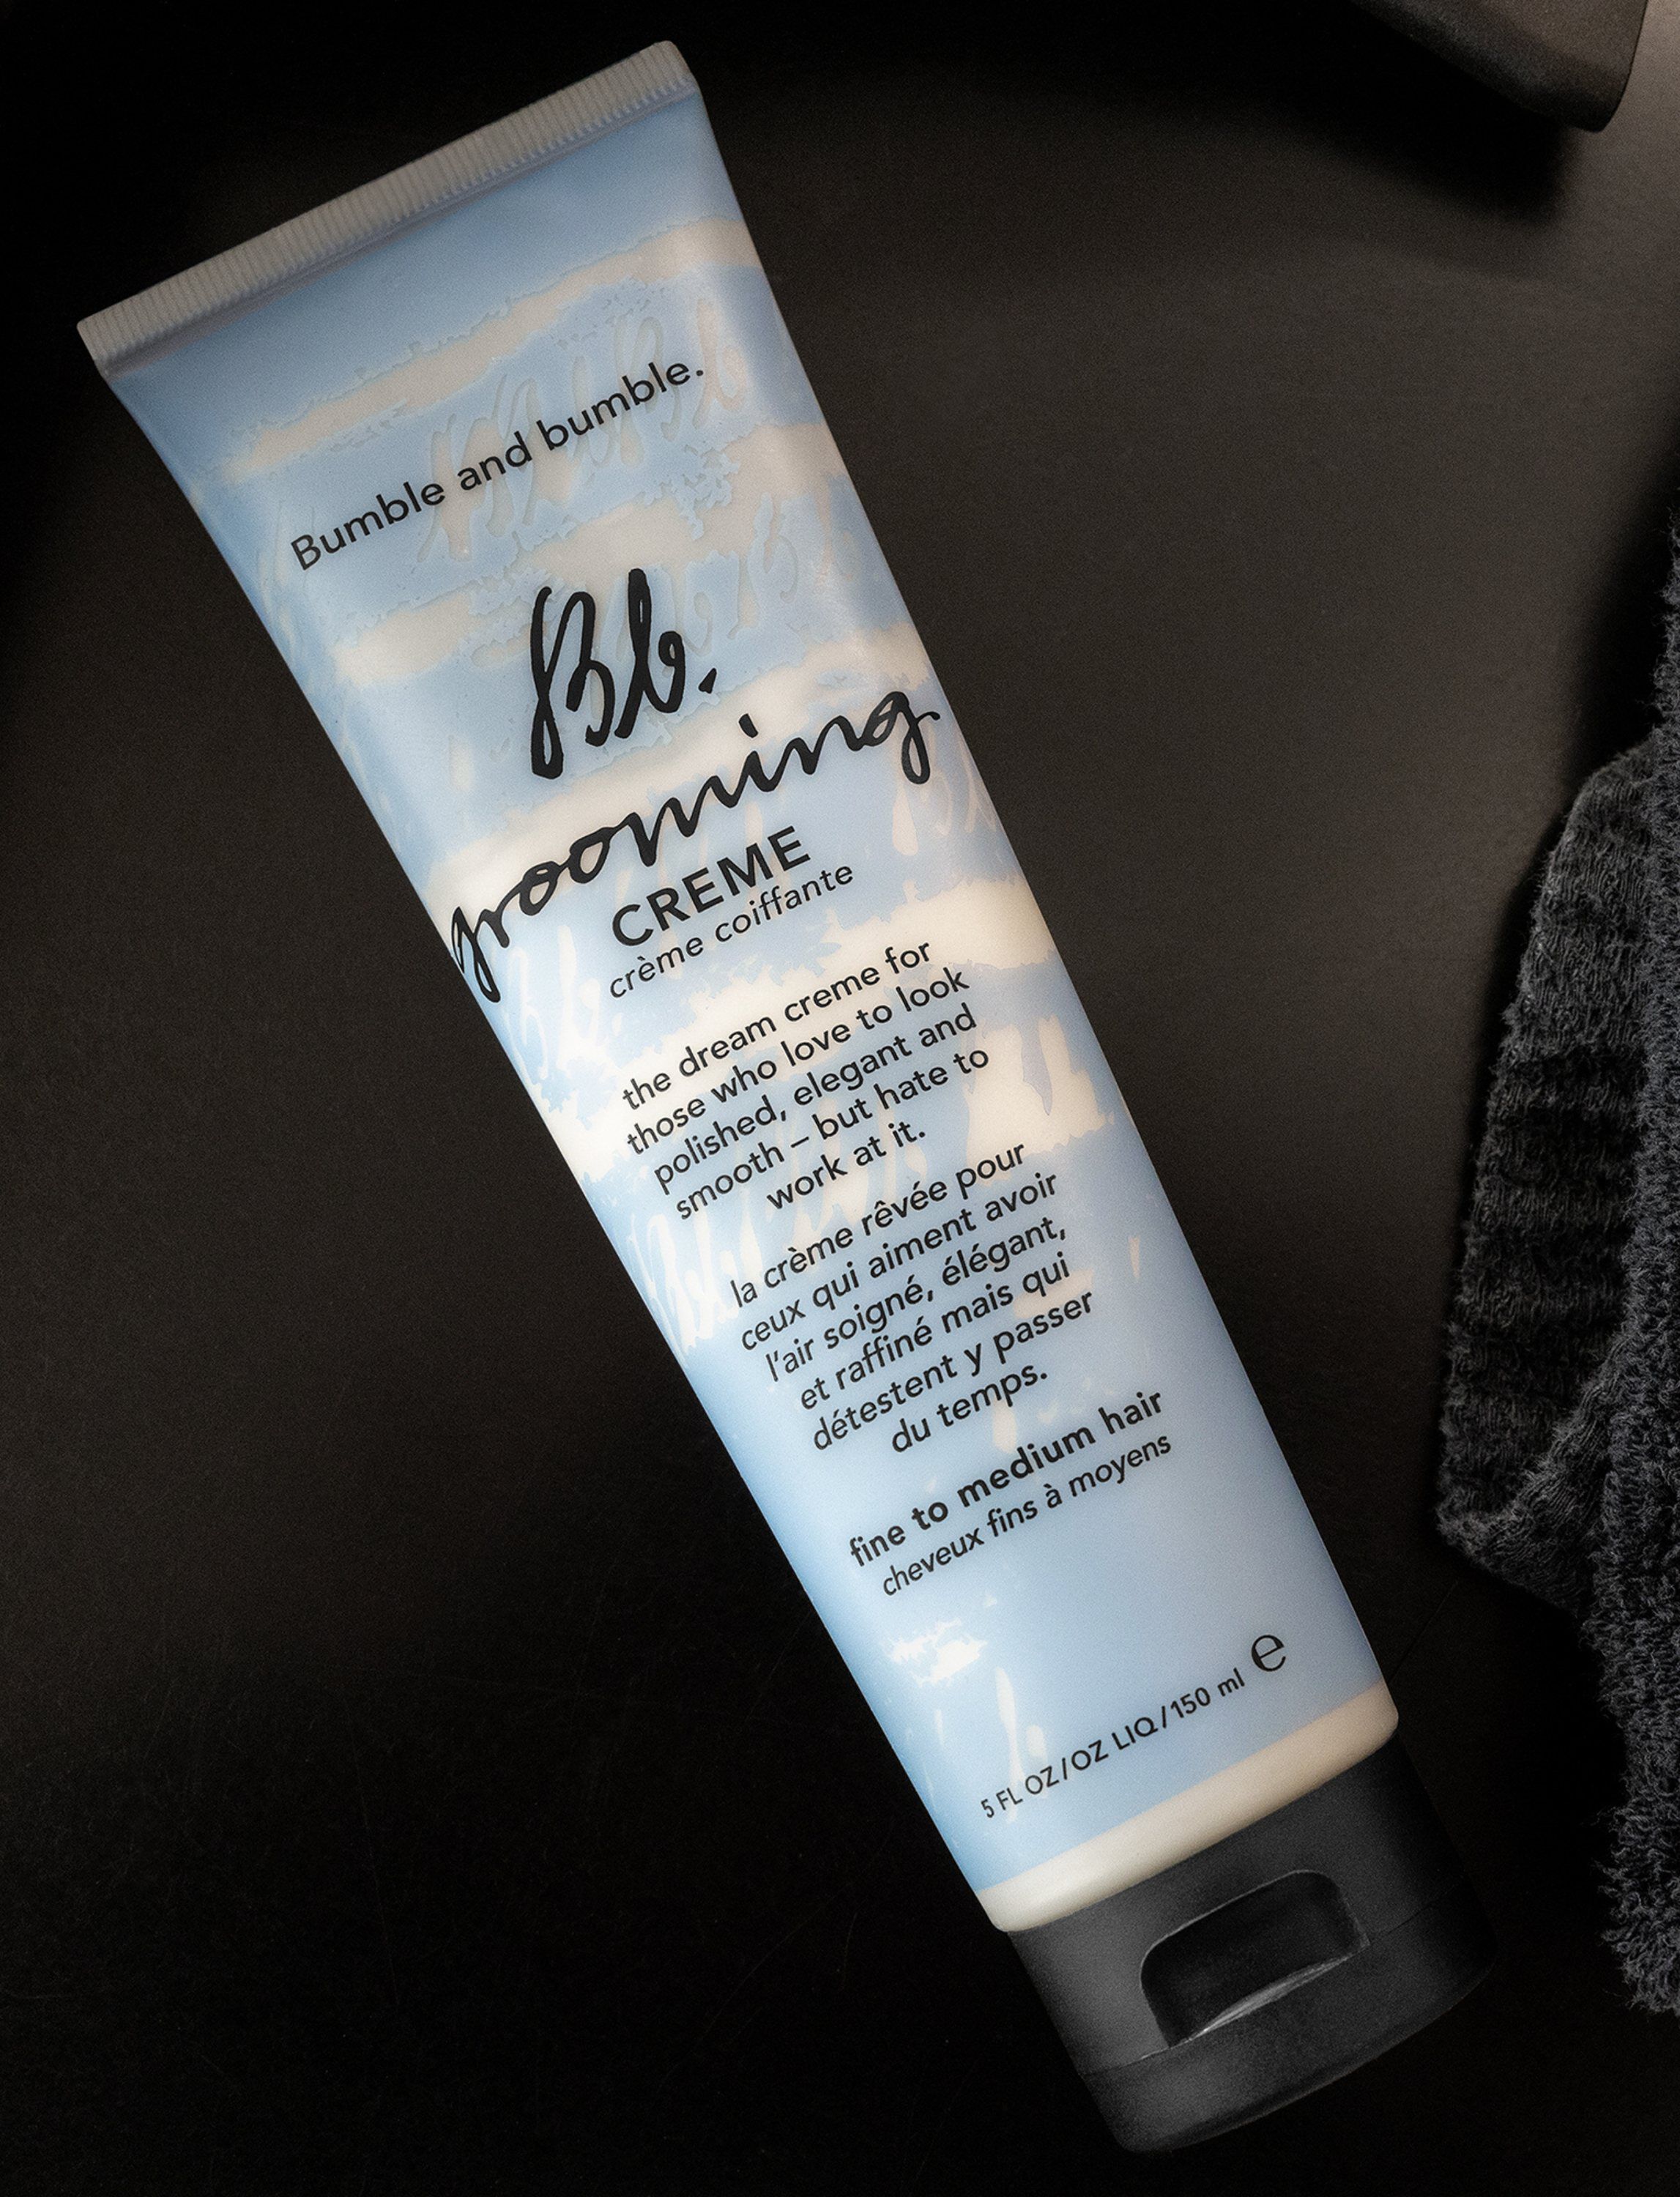 Bumble and bumble.
Bb.
grooming
CREME
crème coiffante
the dream creme for
those who love to look
polished, elegant and
smooth – but hate to
work at it.
la crème rêvée pour
ceux qui aiment avoir
l'air soigné, élégant,
et raffiné mais qui
détestent y passer
du temps.
fine to medium hair
cheveux fins à moyens
5 FL OZ/OZ LIQ/150 ml ℮